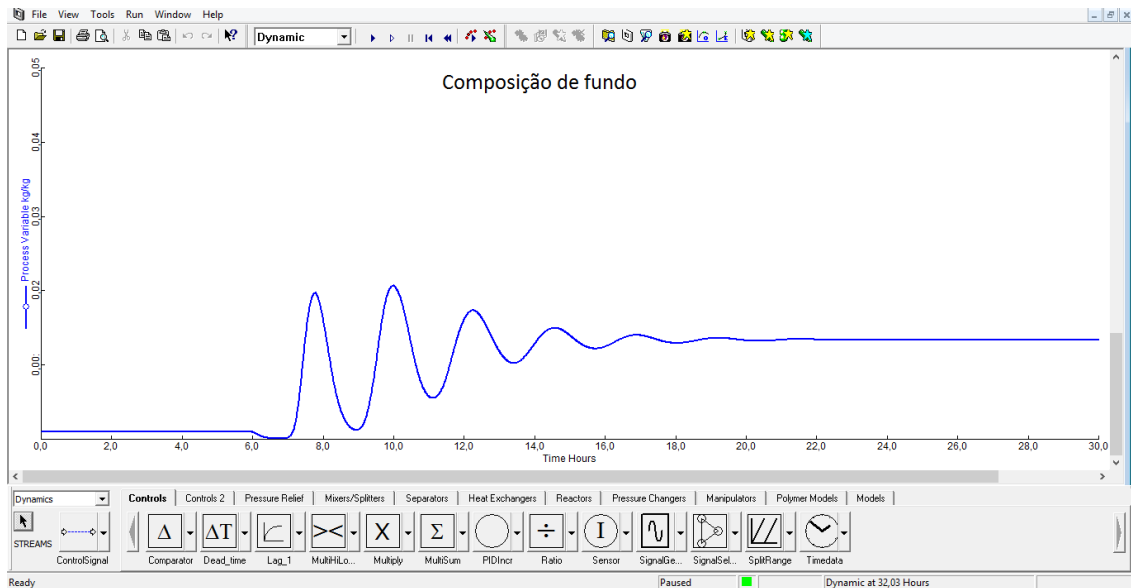 File View Tools Run Window Help
Dynamic
Composição de fundo
0,05
0,04
0,03
0,02
0,00:
Process Variable kg/kg
0,0 2,0 4,0 6,0 8,0 10,0 12,0 14,0 16,0 18,0 20,0 22,0 24,0 26,0 28,0 30,0
Time Hours
Dynamics Controls Controls 2 Pressure Relief Mixers/Splitters Separators Heat Exchangers Reactors Pressure Changers Manipulators Polymer Models Models
Δ ΔT >< X Σ ÷ I
STREAMS
ControlSignal Comparator Dead_time Lag_1 MultiHiLo... Multiply MultiSum PIDIncr Ratio Sensor SignalGe... SignalSel... SplitRange Timedata
Ready Paused Dynamic at 32,03 Hours